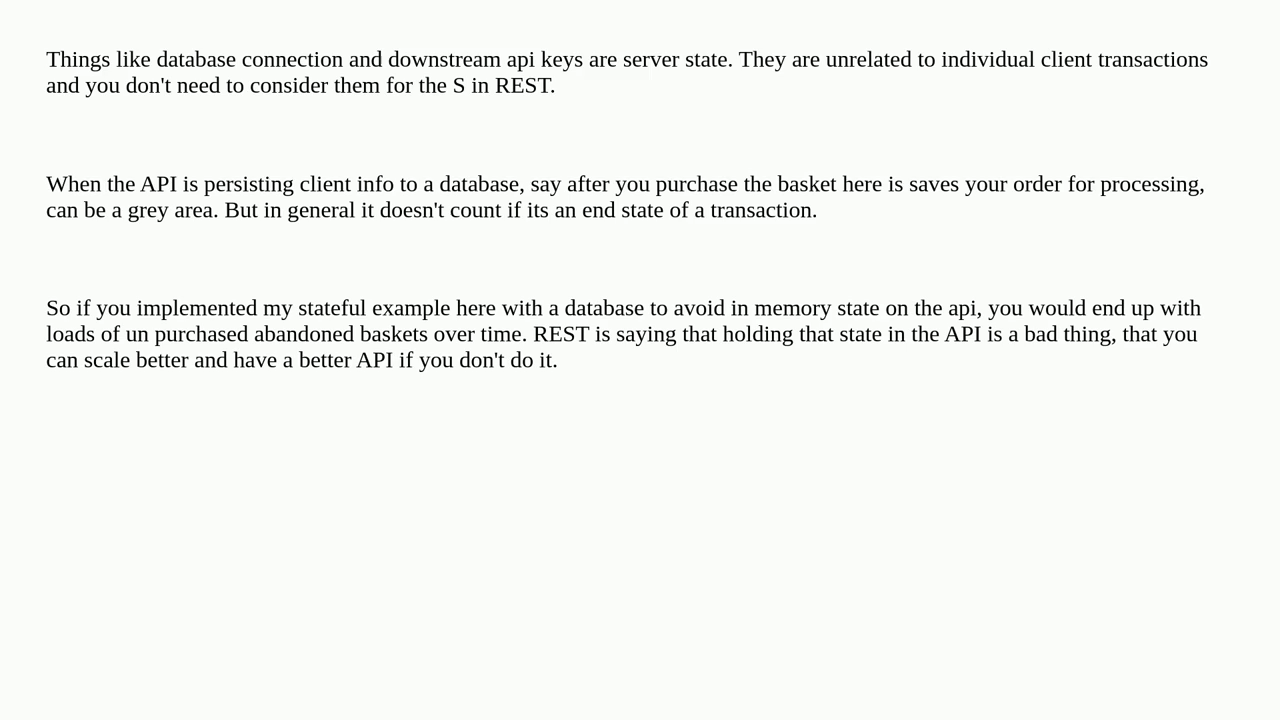 Things like database connection and downstream api keys are server state. They are unrelated to individual client transactions
and you don't need to consider them for the S in REST.
When the API is persisting client info to a database, say after you purchase the basket here is saves your order for processing,
can be a grey area. But in general it doesn't count if its an end state of a transaction.
So if you implemented my stateful example here with a database to avoid in memory state on the api, you would end up with
loads of un purchased abandoned baskets over time. REST is saying that holding that state in the API is a bad thing, that you
can scale better and have a better API if you don't do it.